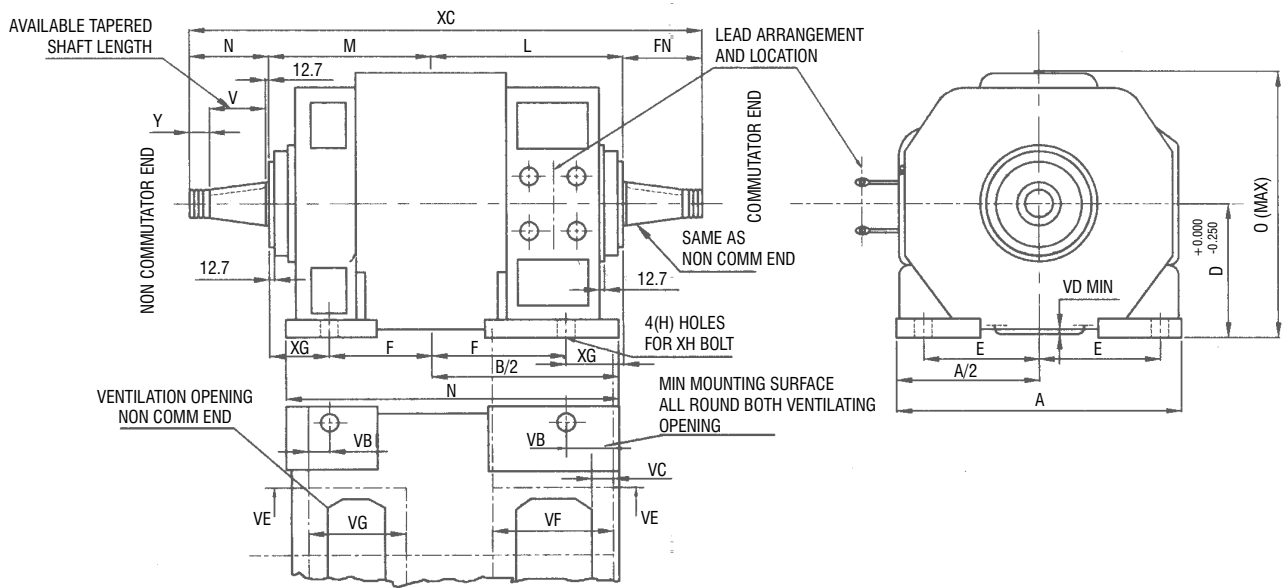 XC
AVAILABLE TAPERED
SHAFT LENGTH
N
M
L
FN
LEAD ARRANGEMENT
AND LOCATION
12.7
V
Y
NON COMMUTATOR END
COMMUTATOR END
SAME AS
NON COMM END
12.7
12.7
4(H) HOLES
FOR XH BOLT
XG
F
F
XG
B/2
N
VENTILATION OPENING
NON COMM END
MIN MOUNTING SURFACE
ALL ROUND BOTH VENTILATING
OPENING
VB
VB
VC
VE
VG
VF
VE
O (MAX)
+0.000
-0.250
D
VD MIN
E
E
A/2
A